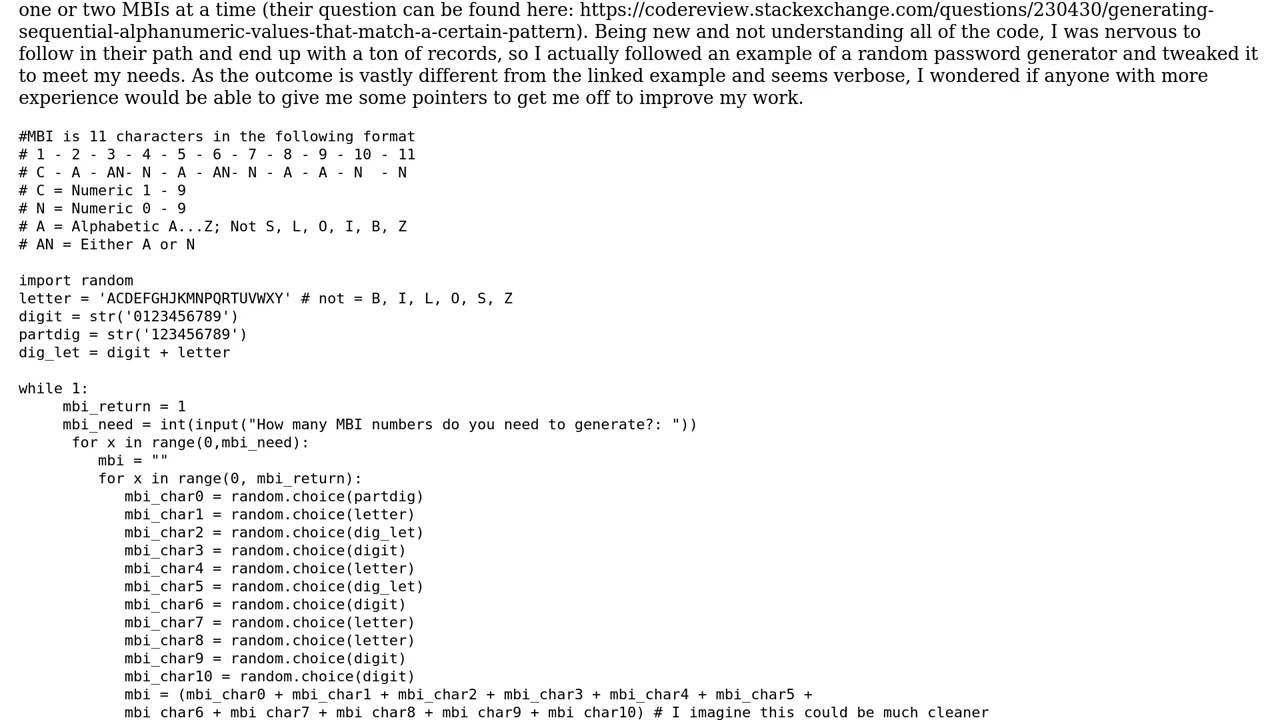 one or two MBIs at a time (their question can be found here: https://codereview.stackexchange.com/questions/230430/generating-
sequential-alphanumeric-values-that-match-a-certain-pattern). Being new and not understanding all of the code, I was nervous to
follow in their path and end up with a ton of records, so I actually followed an example of a random password generator and tweaked it
to meet my needs. As the outcome is vastly different from the linked example and seems verbose, I wondered if anyone with more
experience would be able to give me some pointers to get me off to improve my work.

#MBI is 11 characters in the following format
# 1 - 2 - 3 - 4 - 5 - 6 - 7 - 8 - 9 - 10 - 11
# C - A - AN- N - A - AN- N - A - A - N  - N
# C = Numeric 1 - 9
# N = Numeric 0 - 9
# A = Alphabetic A...Z; Not S, L, O, I, B, Z
# AN = Either A or N

import random
letter = 'ACDEFGHJKMNPQRTUVWXY' # not = B, I, L, O, S, Z
digit = str('0123456789')
partdig = str('123456789')
dig_let = digit + letter

while 1:
     mbi_return = 1
     mbi_need = int(input("How many MBI numbers do you need to generate?: "))
      for x in range(0,mbi_need):
         mbi = ""
         for x in range(0, mbi_return):
            mbi_char0 = random.choice(partdig)
            mbi_char1 = random.choice(letter)
            mbi_char2 = random.choice(dig_let)
            mbi_char3 = random.choice(digit)
            mbi_char4 = random.choice(letter)
            mbi_char5 = random.choice(dig_let)
            mbi_char6 = random.choice(digit)
            mbi_char7 = random.choice(letter)
            mbi_char8 = random.choice(letter)
            mbi_char9 = random.choice(digit)
            mbi_char10 = random.choice(digit)
            mbi = (mbi_char0 + mbi_char1 + mbi_char2 + mbi_char3 + mbi_char4 + mbi_char5 +
            mbi_char6 + mbi_char7 + mbi_char8 + mbi_char9 + mbi_char10) # I imagine this could be much cleaner